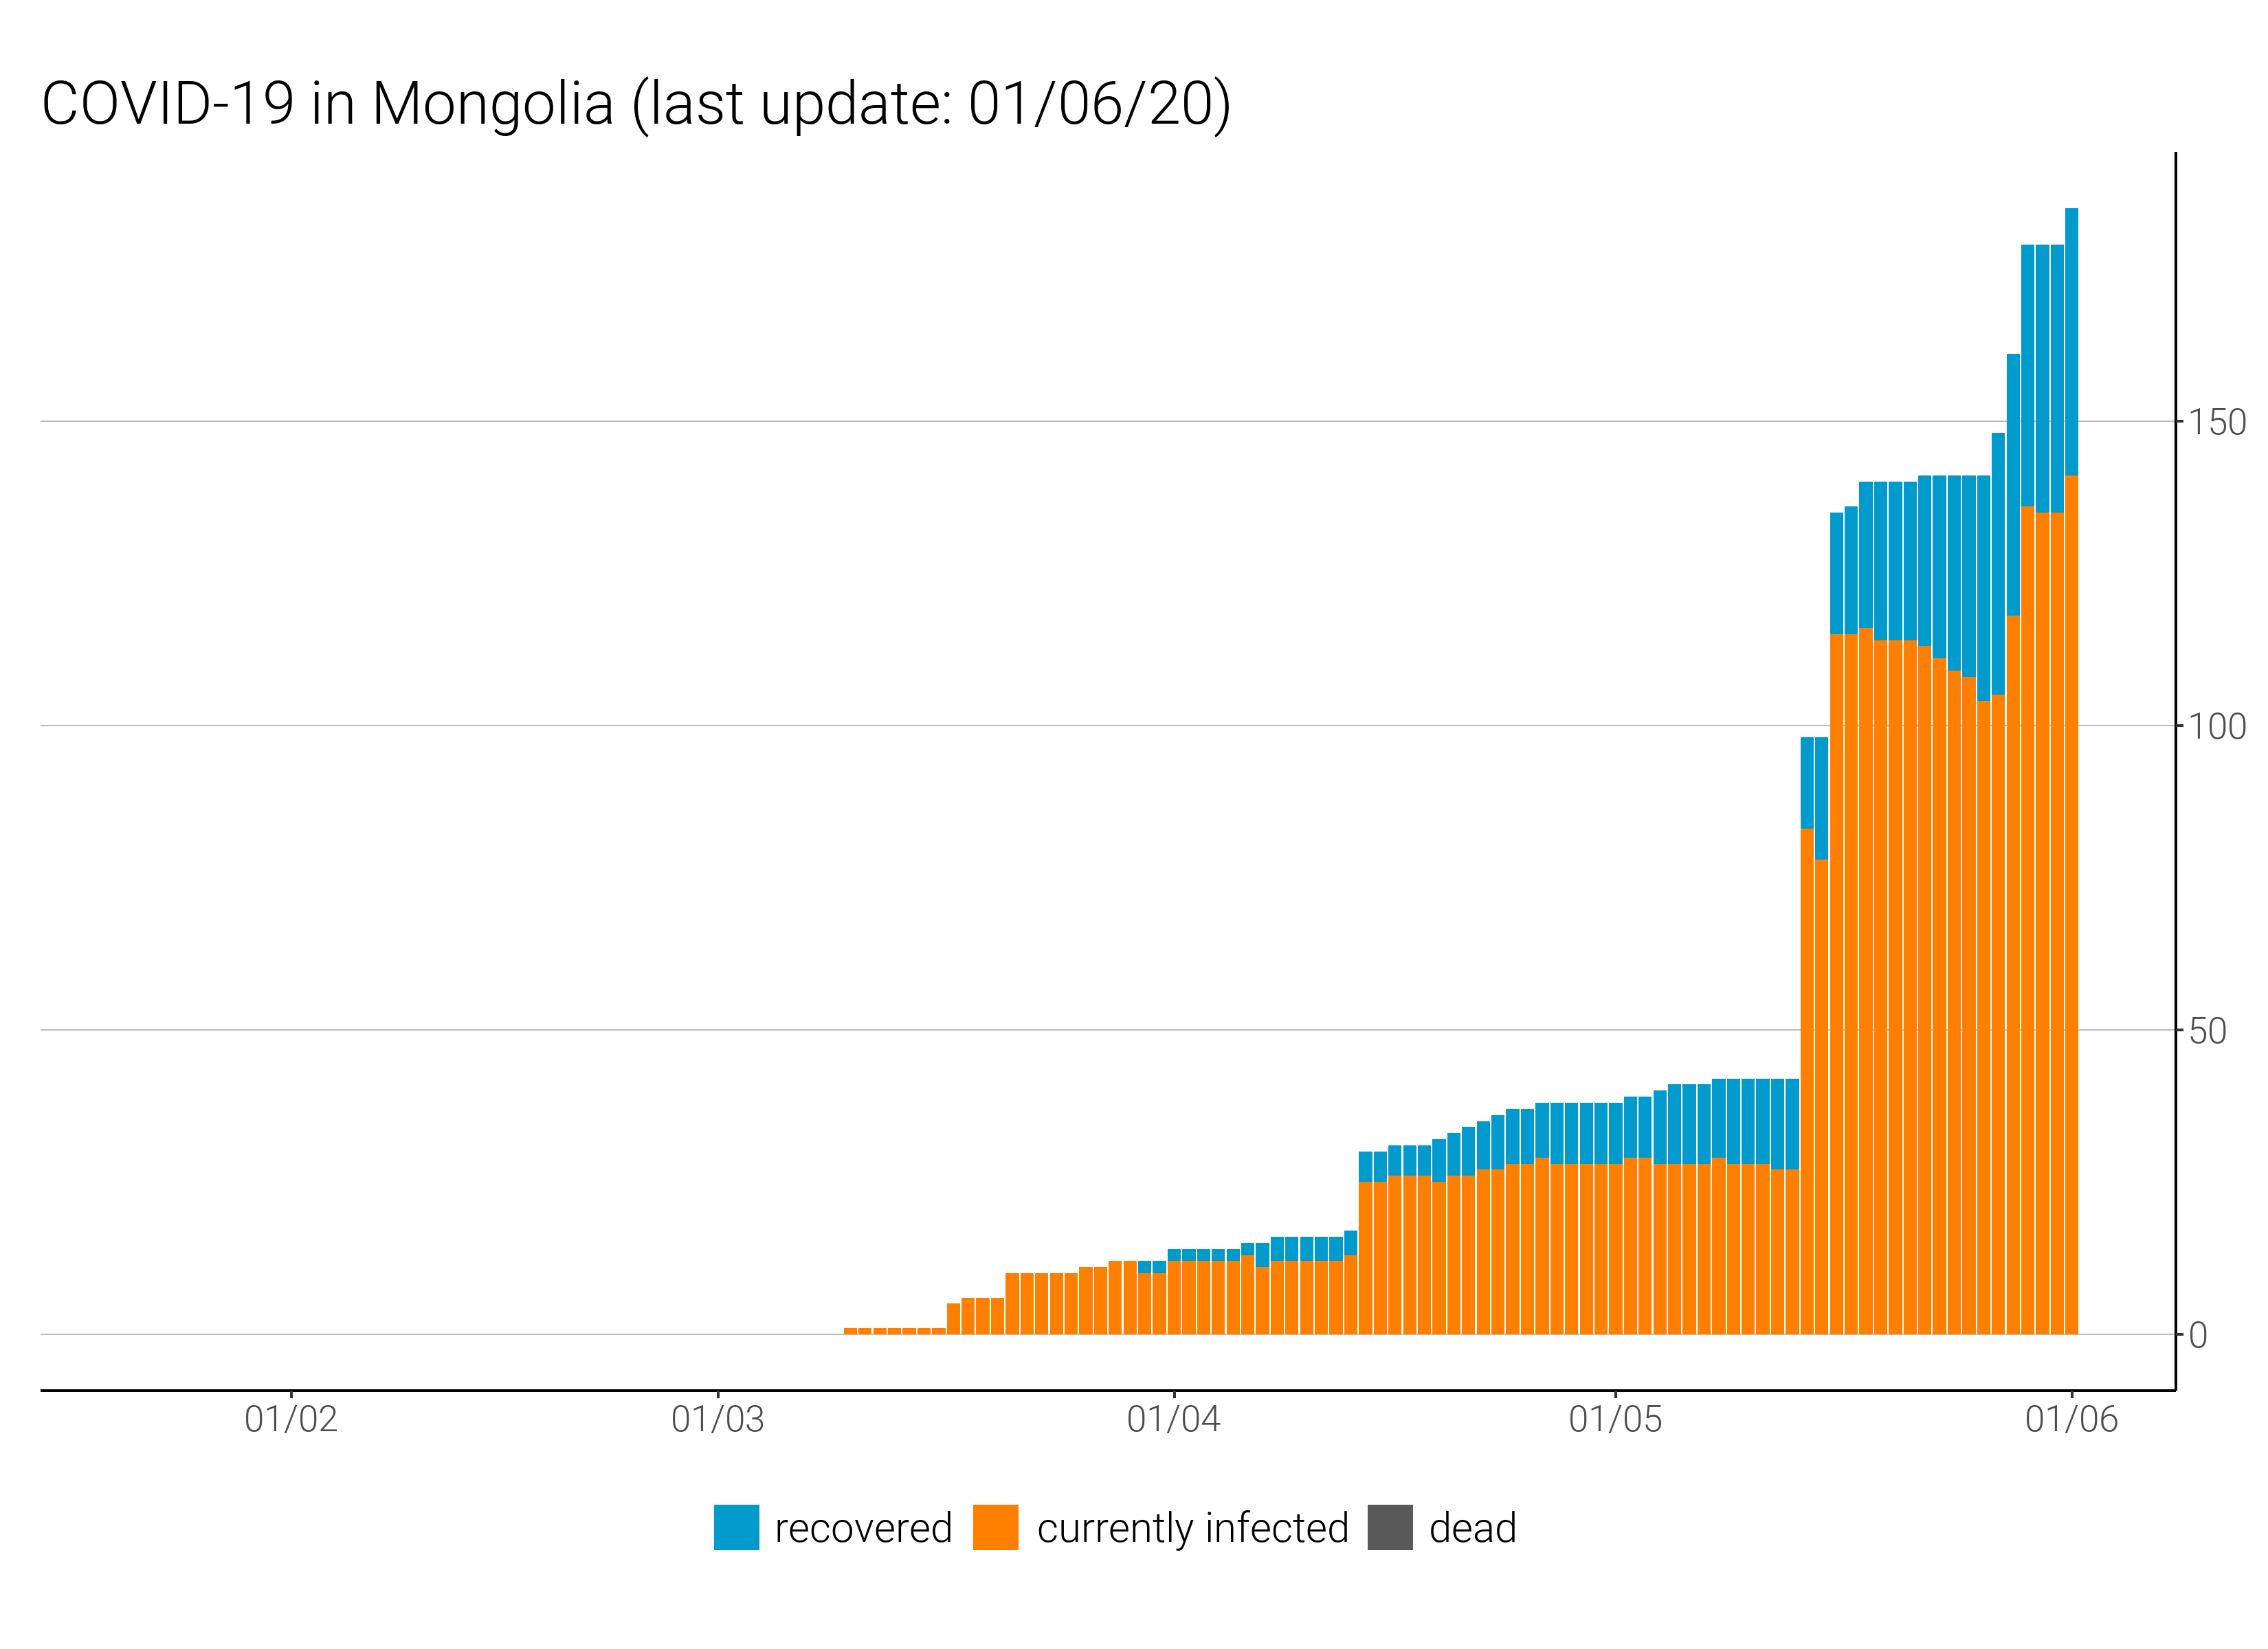 COVID-19 in Mongolia (last update: 01/06/20)
150
100
50
0
01/02 01/03 01/04 01/05 01/06
recovered currently infected dead